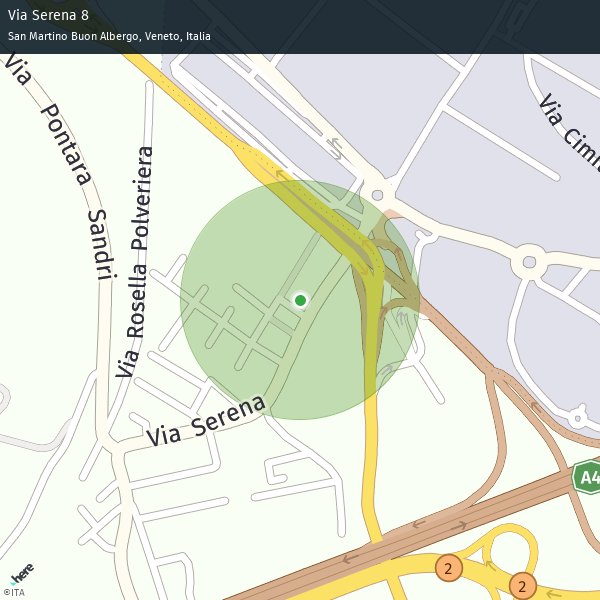 Via Serena 8
San Martino Buon Albergo, Veneto, Italia
Via Pontara Sandri
Via Rosella Polveriera
Via Cimit
Via Serena
A4
2
2
here
©ITA